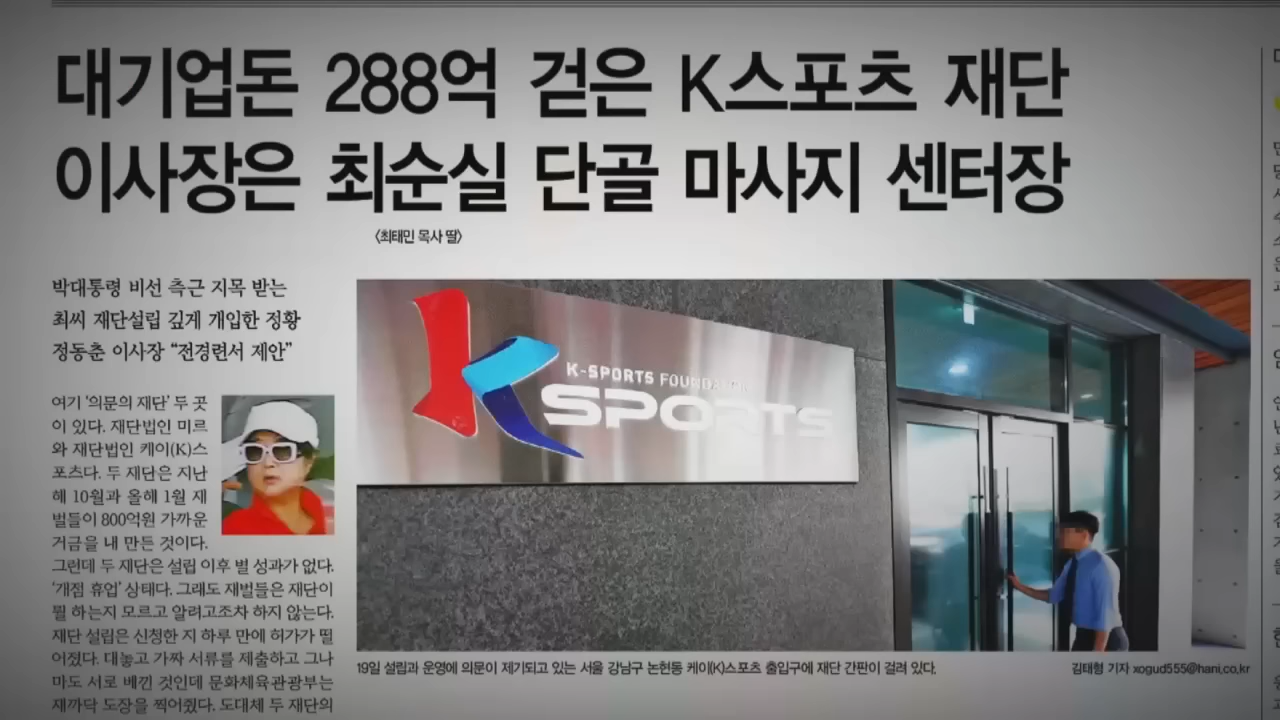 대기업돈 288억 걷은 K스포츠 재단
이사장은 최순실 단골 마사지 센터장
〈최태민 목사 딸〉
박대통령 비선 측근 지목 받는
최씨 재단설립 깊게 개입한 정황
정동춘 이사장 “전경련서 제안”
여기 ‘의문의 재단’ 두 곳
이 있다. 재단법인 미르
와 재단법인 케이(K)스
포츠다. 두 재단은 지난
해 10월과 올해 1월 재
벌들이 800억원 가까운
거금을 내 만든 것이다.
그런데 두 재단은 설립 이후 별 성과가 없다.
‘개점 휴업’ 상태다. 그래도 재벌들은 재단이
뭘 하는지 모르고 알려고조차 하지 않는다.
재단 설립은 신청한 지 하루 만에 허가가 떨
어졌다. 대놓고 가짜 서류를 제출하고 그나
마도 서로 베낀 것인데 문화체육관광부는
재까닥 도장을 찍어줬다. 도대체 두 재단의
K-SPORTS FOUNDATION
SPORTS
19일 설립과 운영에 의문이 제기되고 있는 서울 강남구 논현동 케이(K)스포츠 출입구에 재단 간판이 걸려 있다.
김태형 기자 xogud555@hani.co.kr